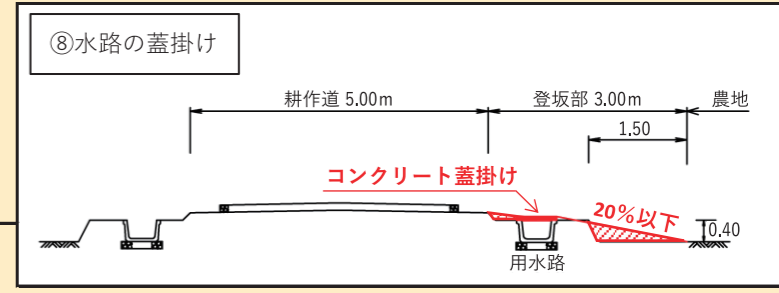 ⑧水路の蓋掛け
耕作道 5.00m
登坂部 3.00m
農地
1.50
コンクリート蓋掛け
20%以下
0.40
用水路